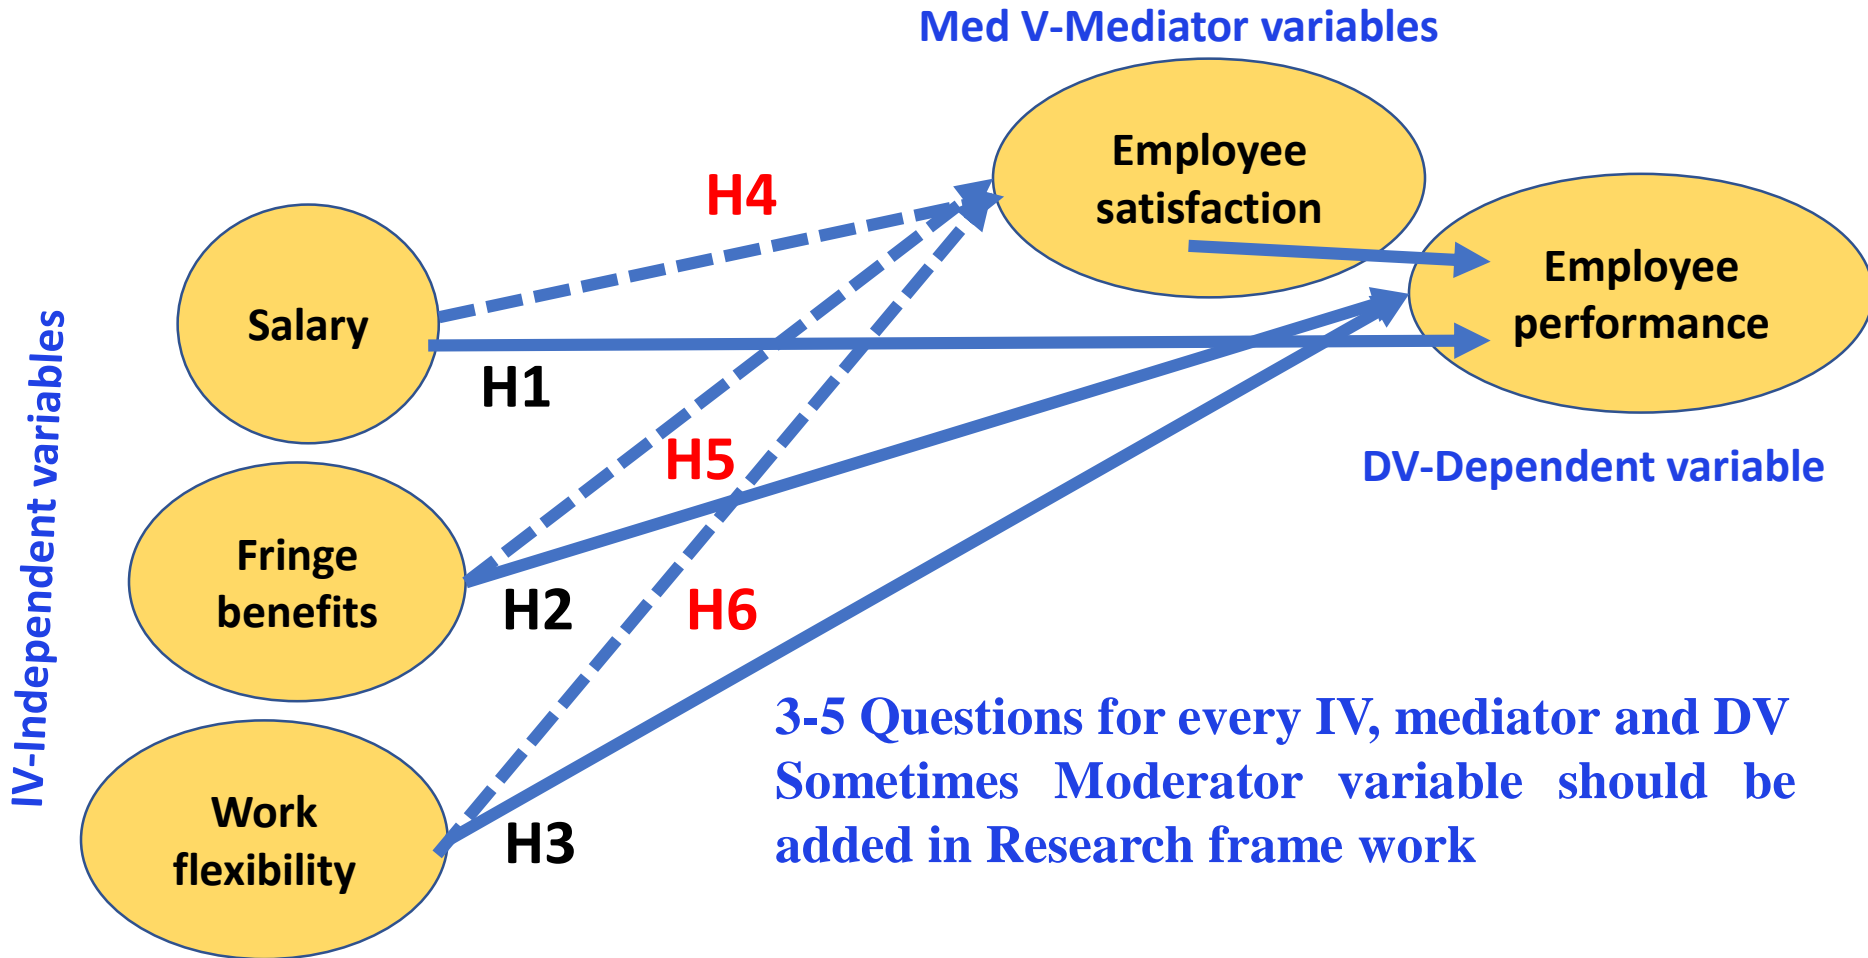 Med V-Mediator variables
Employee
satisfaction
H4
Employee
performance
Salary
H1
IV-Independent variables
H5
DV-Dependent variable
Fringe
benefits
H2
H6
3-5 Questions for every IV, mediator and DV
Sometimes Moderator variable should be
added in Research frame work
Work
flexibility
H3